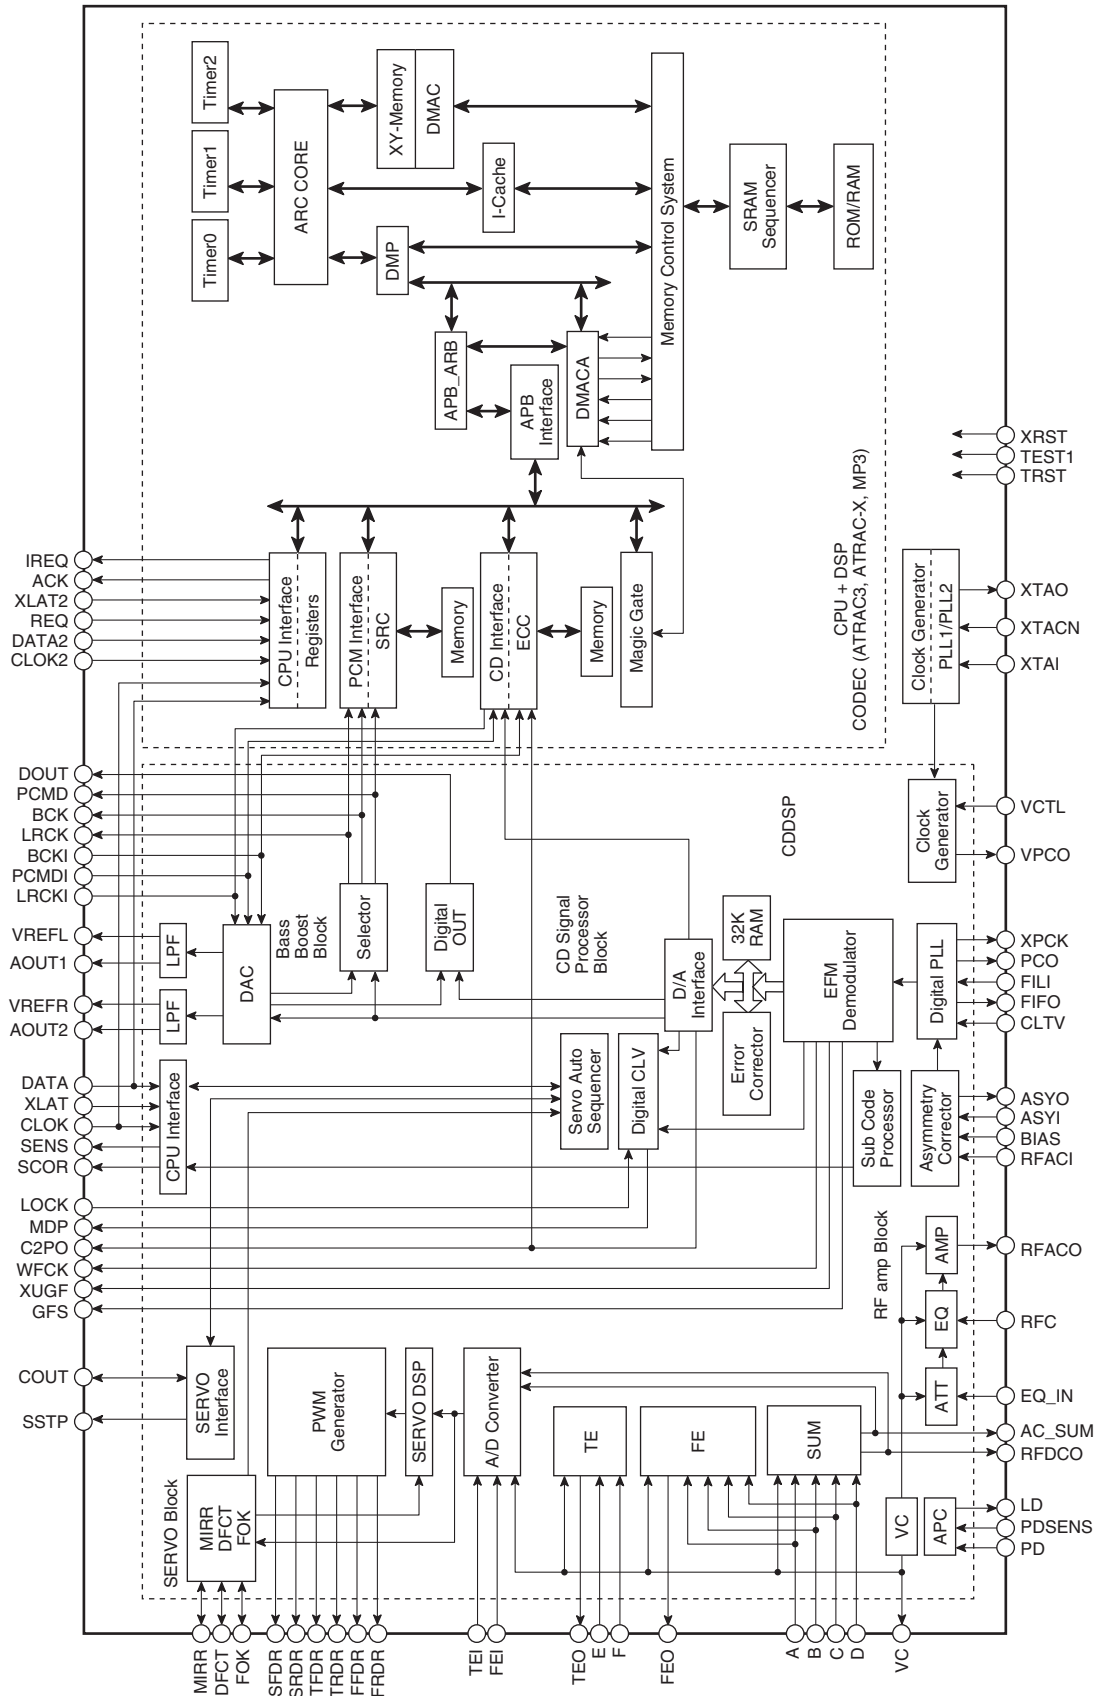 Timer2
Timer1
Timer0
ARC CORE
XY-Memory
DMAC
I-Cache
DMP
Memory Control System
SRAM
Sequencer
ROM/RAM
APB_ARB
APB
Interface
DMACA
CPU Interface
Registers
PCM Interface
SRC
Memory
CD Interface
ECC
Memory
Magic Gate
CPU + DSP
CODEC (ATRAC3, ATRAC-X, MP3)
IREQ
ACK
XLAT2
REQ
DATA2
CLOK2
DOUT
PCMD
BCK
LRCK
BCKI
PCMDI
LRCKI
VREFL
AOUT1
VREFR
AOUT2
DATA
XLAT
CLOK
SENS
SCOR
LOCK
MDP
C2PO
WFCK
XUGF
GFS
COUT
SSTP
XRST
TEST1
TRST
Clock Generator
PLL1/PLL2
XTAO
XTACN
XTAI
Clock
Generator
VCTL
VPCO
CDDSP
LPF
LPF
DAC
Bass
Boost
Block
Selector
Digital
OUT
CD Signal
Processor
Block
D/A
Interface
32K
RAM
Error
Corrector
EFM
Demodulator
Digital PLL
XPCK
PCO
FILI
FIFO
CLTV
CPU Interface
Servo Auto
Sequencer
Digital CLV
Sub Code
Processor
Asymmetry
Corrector
ASYO
ASYI
BIAS
RFACI
RF amp Block
AMP
EQ
ATT
RFACO
RFC
EQ_IN
AC_SUM
RFDCO
LD
PDSENS
PD
SERVO
Interface
SERVO Block
MIRR
DFCT
FOK
PWM
Generator
SERVO DSP
A/D Converter
TE
FE
SUM
VC
APC
MIRR
DFCT
FOK
SFDR
SRDR
TFDR
TRDR
FFDR
FRDR
TEI
FEI
TEO
E
F
FEO
A
B
C
D
VC